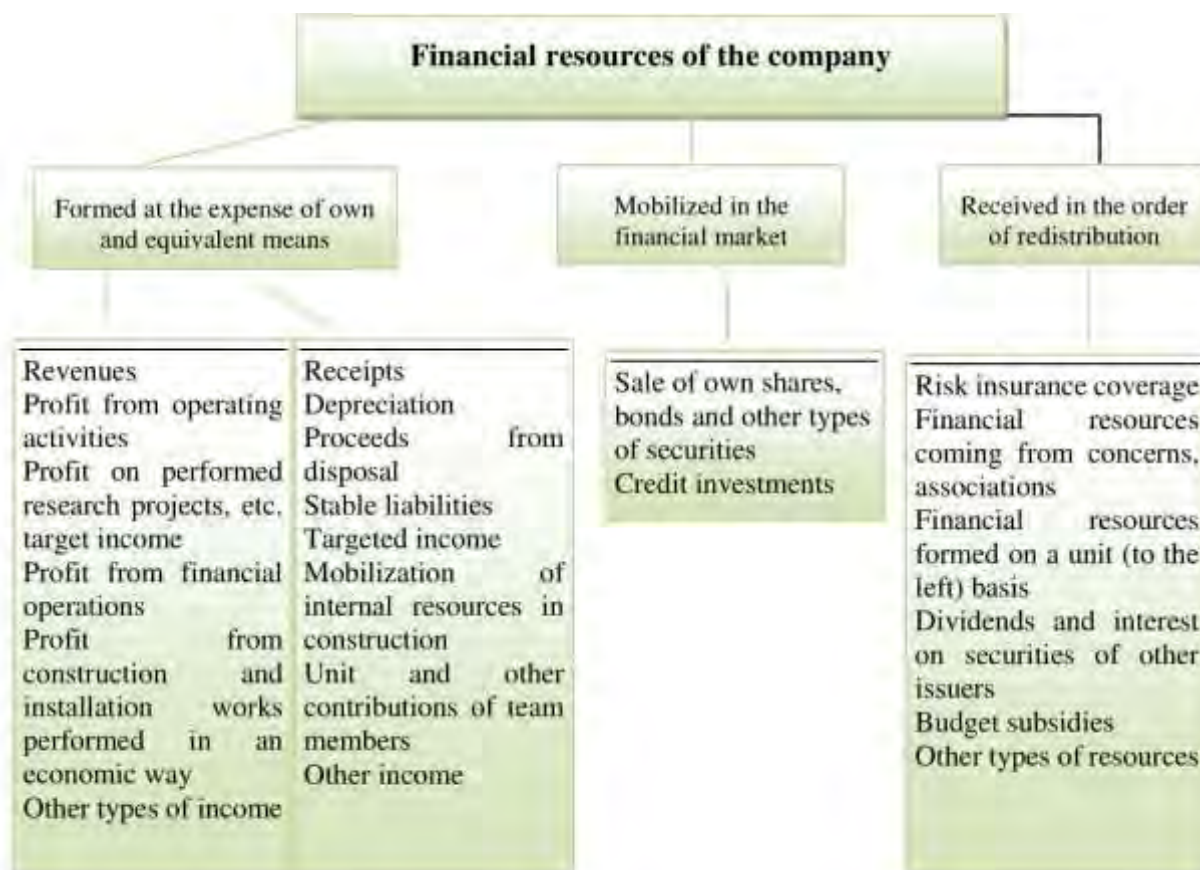 Financial resources of the company
Formed at the expense of own
and equivalent means
Mobilized in the
financial market
Received in the order
of redistribution
Revenues
Profit from operating
activities
Profit on performed
research projects, etc.
target income
Profit from financial
operations
Profit from
construction and
installation works
performed in an
economic way
Other types of income
Receipts
Depreciation
Proceeds from
disposal
Stable liabilities
Targeted income
Mobilization of
internal resources in
construction
Unit and other
contributions of team
members
Other income
Sale of own shares,
bonds and other types
of securities
Credit investments
Risk insurance coverage
Financial resources
coming from concerns,
associations
Financial resources
formed on a unit (to the
left) basis
Dividends and interest
on securities of other
issuers
Budget subsidies
Other types of resources